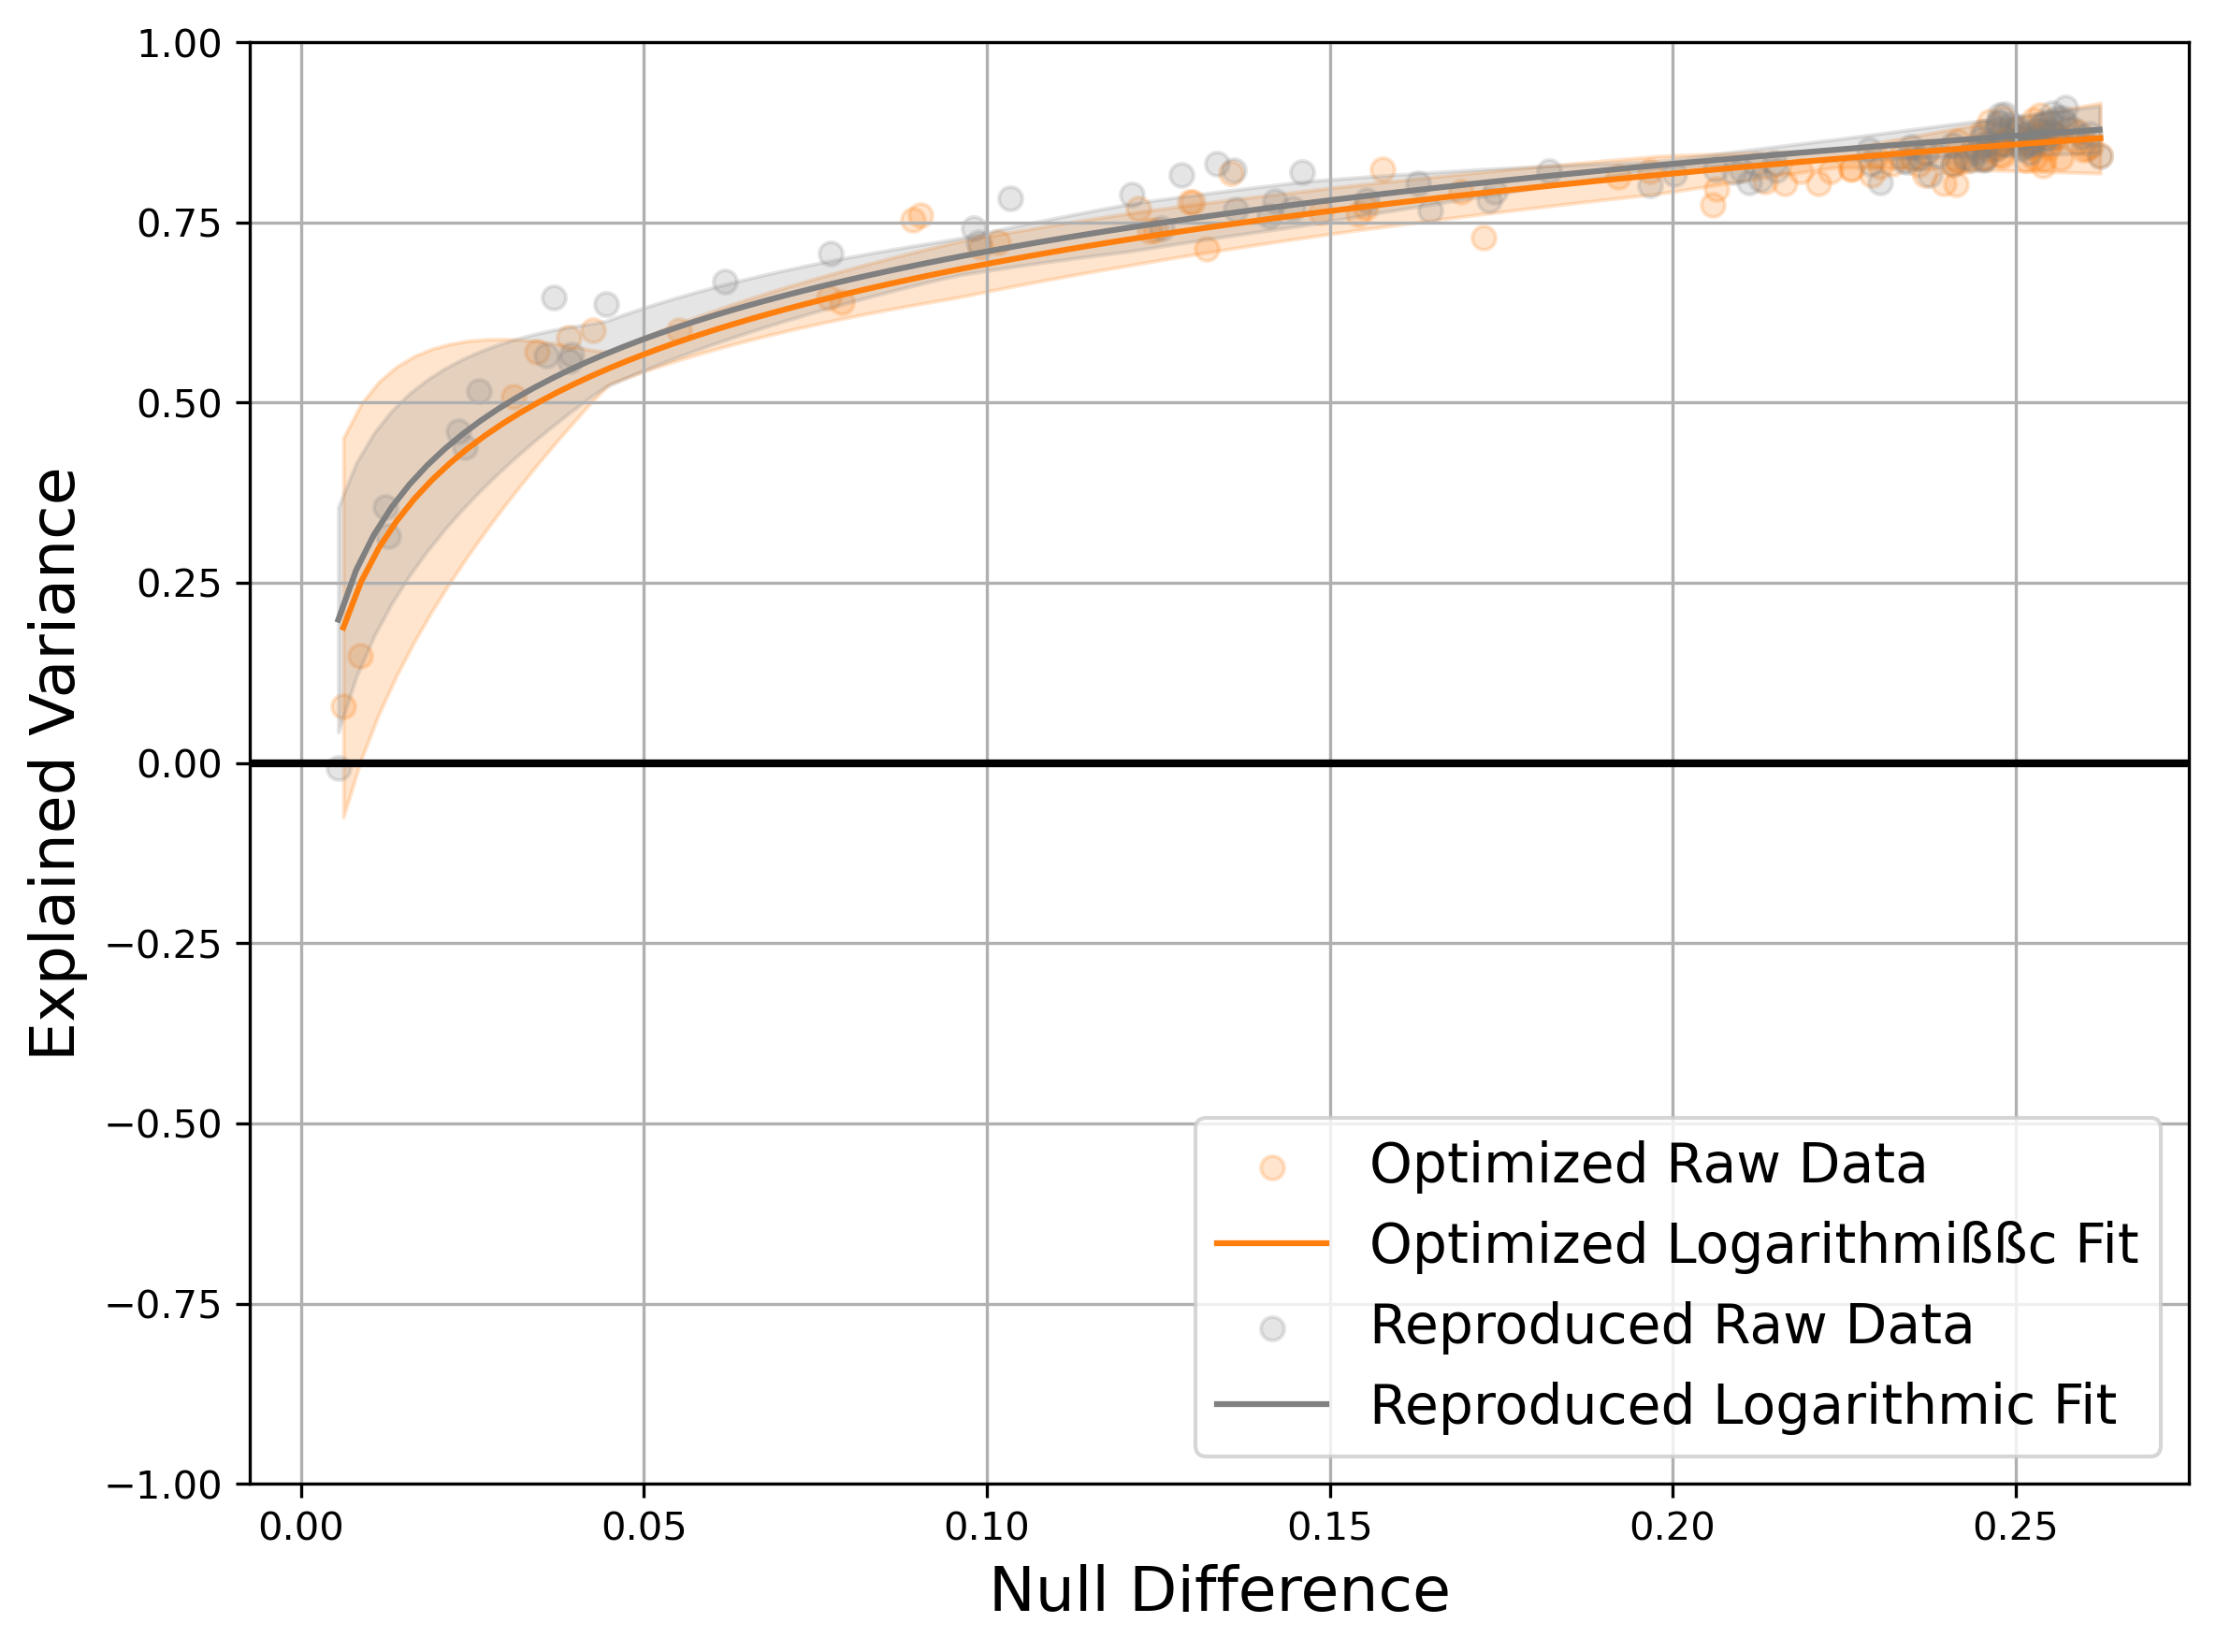 1.00
0.75
0.50
0.25
0.00
−0.25
−0.50
−0.75
−1.00
Explained Variance
0.00 0.05 0.10 0.15 0.20 0.25
Null Difference
Optimized Raw Data
Optimized Logarithmißßc Fit
Reproduced Raw Data
Reproduced Logarithmic Fit